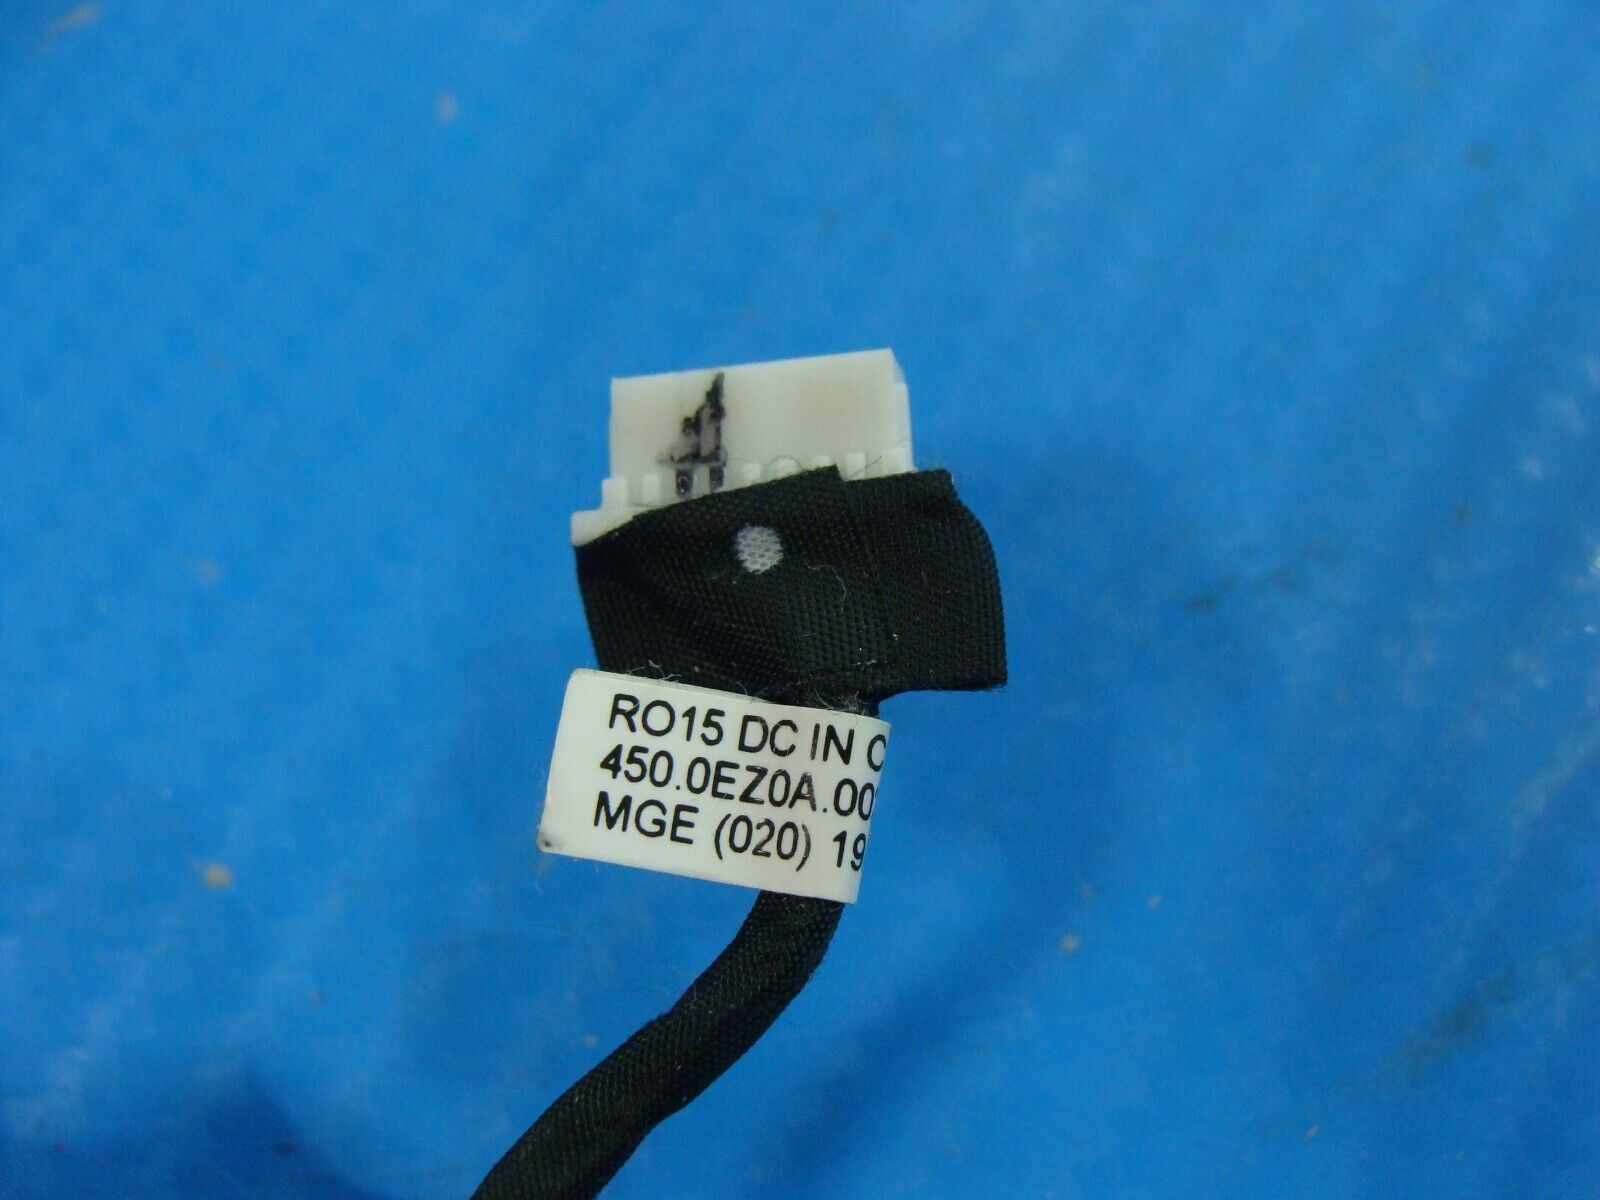 RO15 DC IN C
450.0EZ0A.00
MGE (020) 19